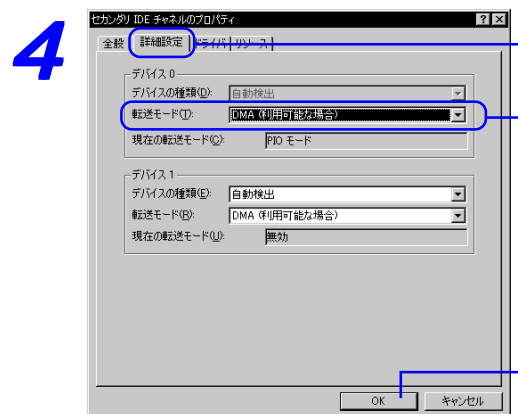 4
セカンダリ IDE チャネルのプロパティ
全般 詳細設定 ドライバ リソース
デバイス 0
デバイスの種類(D): 自動検出
転送モード(T): DMA (利用可能な場合)
現在の転送モード(C): PIO モード
デバイス 1
デバイスの種類(E): 自動検出
転送モード(R): DMA (利用可能な場合)
現在の転送モード(U): 無効
OK キャンセル